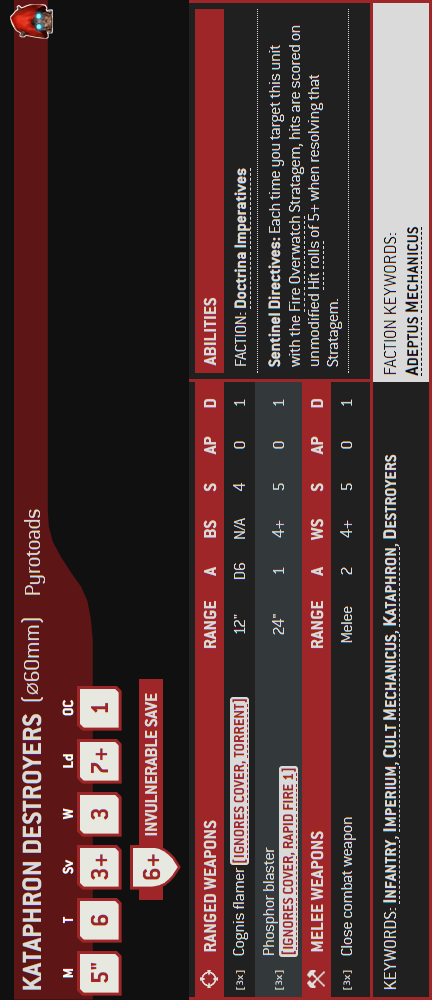 KATAPHRON DESTROYERS (⌀60mm) Pyrotoads
M T Sv W Ld OC
5" 6 3+ 3 7+ 1
6+ INVULNERABLE SAVE
RANGED WEAPONS RANGE A BS S AP D
[3x] Cognis flamer [IGNORES COVER, TORRENT] 12" D6 N/A 4 0 1
[3x] Phosphor blaster 24" 1 4+ 5 0 1
[IGNORES COVER, RAPID FIRE 1]
MELEE WEAPONS RANGE A WS S AP D
[3x] Close combat weapon Melee 2 4+ 5 0 1
ABILITIES
FACTION: Doctrina Imperatives
Sentinel Directives: Each time you target this unit
with the Fire Overwatch Stratagem, hits are scored on
unmodified Hit rolls of 5+ when resolving that
Stratagem.
KEYWORDS: INFANTRY, IMPERIUM, CULT MECHANICUS, KATAPHRON, DESTROYERS
FACTION KEYWORDS:
ADEPTUS MECHANICUS